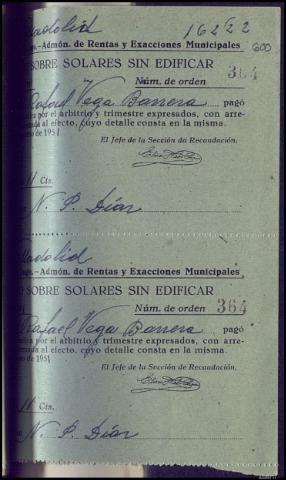 ladolid 16222
600
Admón. de Rentas y Exacciones Municipales
SOBRE SOLARES SIN EDIFICAR
Núm. de orden 364
Rafael Vega Barrera pagó
por el arbitrio y trimestre expresados, con arre-
al efecto, cuyo detalle consta en la misma.
de 1951
El Jefe de la Sección de Recaudación.
Cts.
N. P. Díaz
ladolid
Admón. de Rentas y Exacciones Municipales
SOBRE SOLARES SIN EDIFICAR
Núm. de orden 364
Rafael Vega Barrera pagó
por el arbitrio y trimestre expresados, con arre-
al efecto, cuyo detalle consta en la misma.
de 1951
El Jefe de la Sección de Recaudación.
Cts.
N. P. Díaz